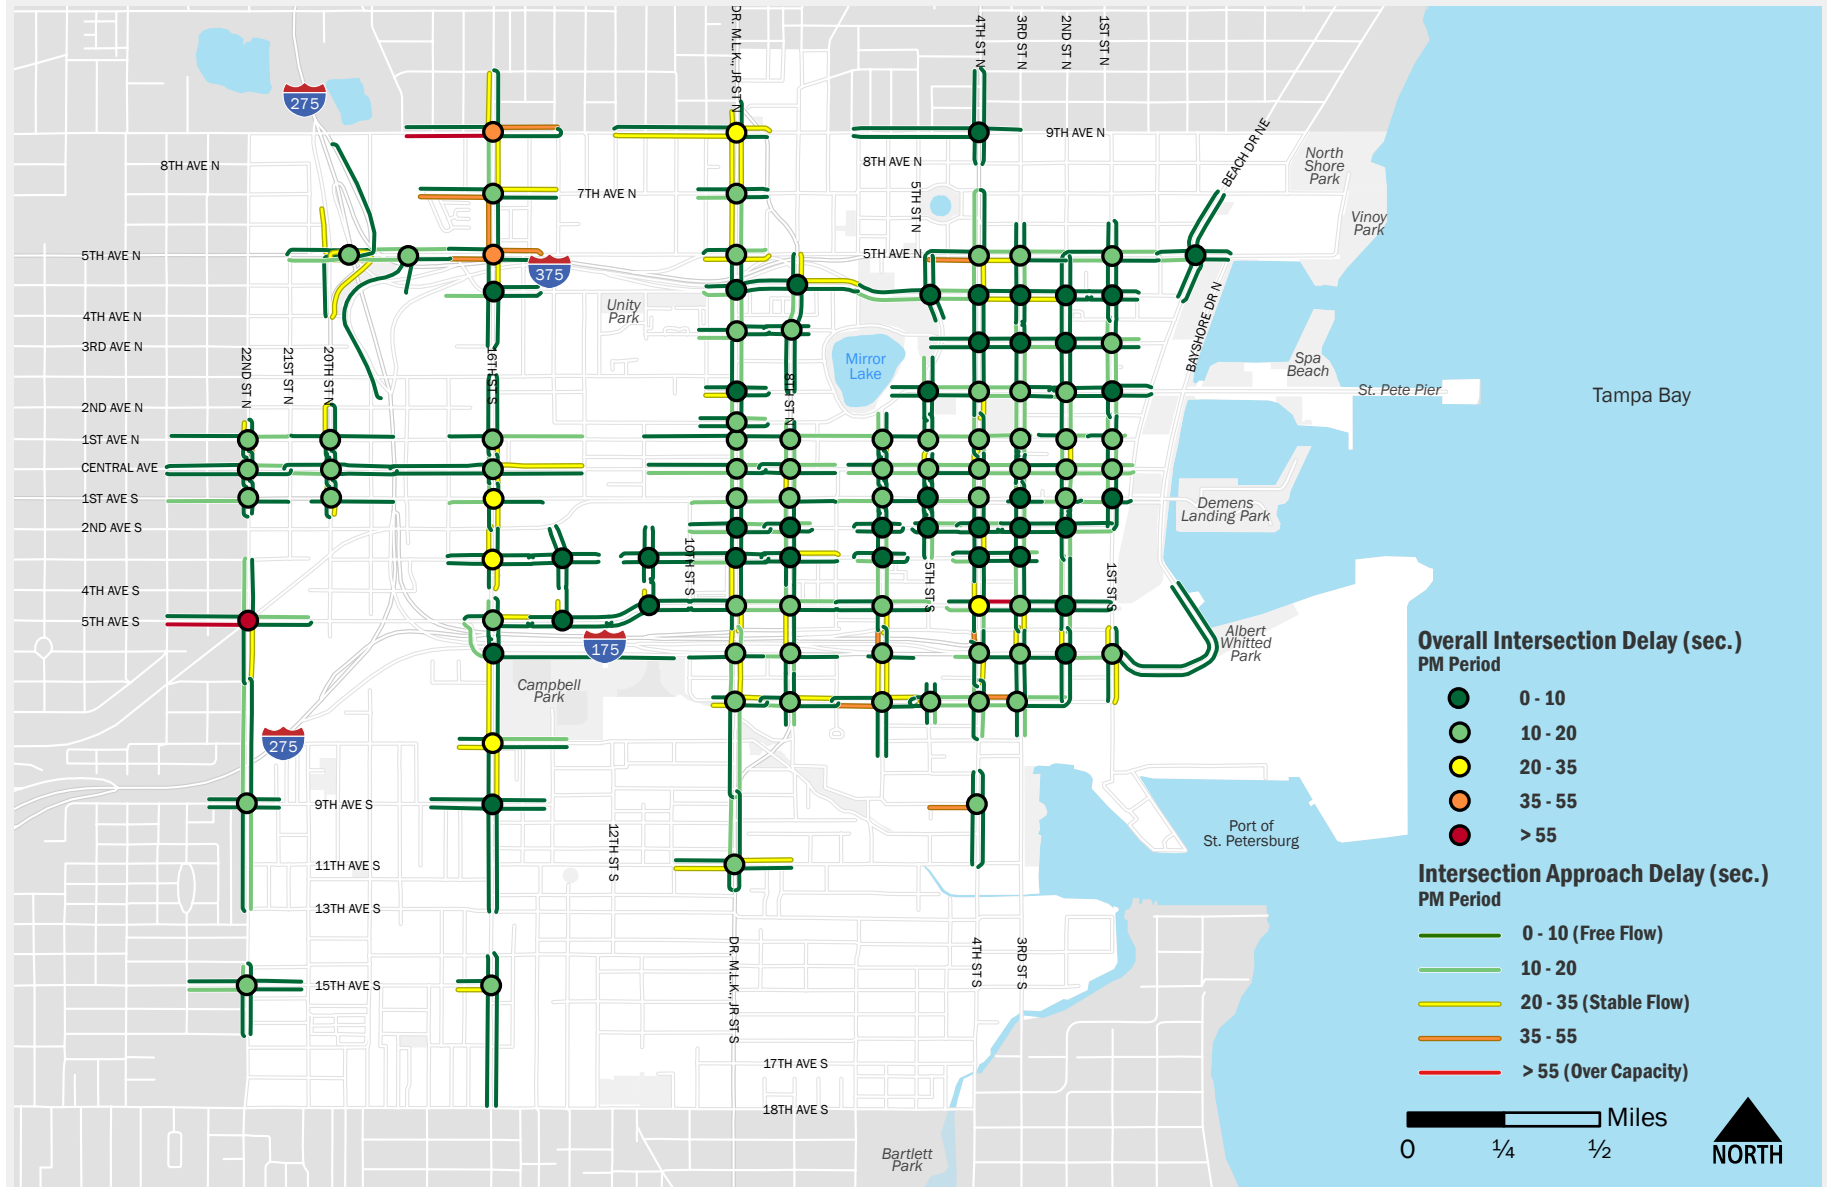 DR. M.L.K., JR ST N
4TH ST N
3RD ST N
2ND ST N
1ST ST N
275
9TH AVE N
BEACH DR NE
8TH AVE N
8TH AVE N
North
Shore
Park
7TH AVE N
5TH ST N
Vinoy
Park
5TH AVE N
5TH AVE N
375
BAYSHORE DR N
Unity
Park
4TH AVE N
3RD AVE N
22ND ST N
21ST ST N
20TH ST N
16TH ST S
8TH ST N
Mirror
Lake
Spa
Beach
St. Pete Pier
Tampa Bay
2ND AVE N
1ST AVE N
CENTRAL AVE
1ST AVE S
2ND AVE S
Demens
Landing Park
10TH ST S
5TH ST S
1ST ST S
4TH AVE S
5TH AVE S
175
Albert
Whitted
Park
Campbell
Park
275
Overall Intersection Delay (sec.)
PM Period
0 - 10
10 - 20
20 - 35
35 - 55
> 55
9TH AVE S
12TH ST S
Port of
St. Petersburg
11TH AVE S
13TH AVE S
Intersection Approach Delay (sec.)
PM Period
0 - 10 (Free Flow)
10 - 20
20 - 35 (Stable Flow)
35 - 55
> 55 (Over Capacity)
DR. M.L.K., JR ST S
4TH ST S
3RD ST S
15TH AVE S
17TH AVE S
18TH AVE S
Bartlett
Park
Miles
0 ¼ ½
NORTH